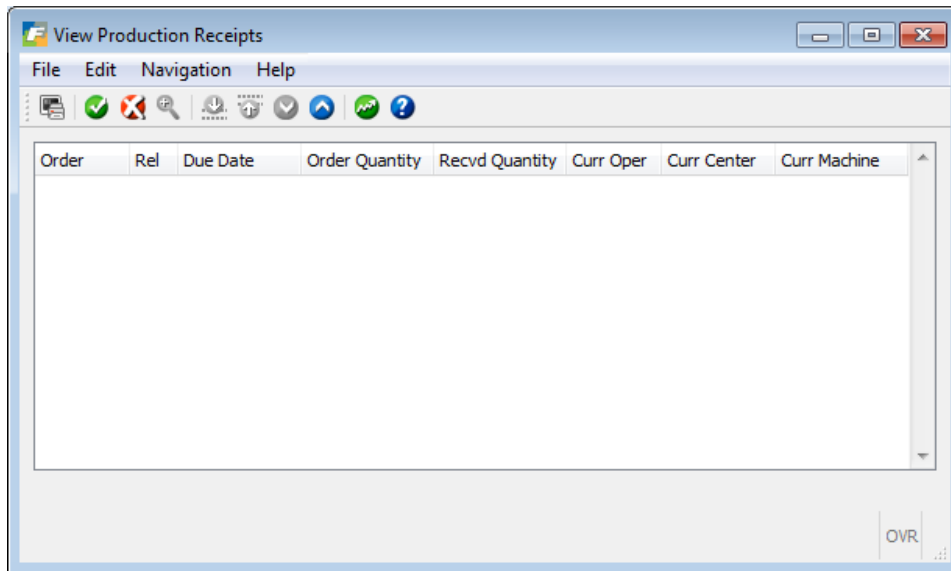 View Production Receipts
File Edit Navigation Help
Order Rel Due Date Order Quantity Recvd Quantity Curr Oper Curr Center Curr Machine
OVR